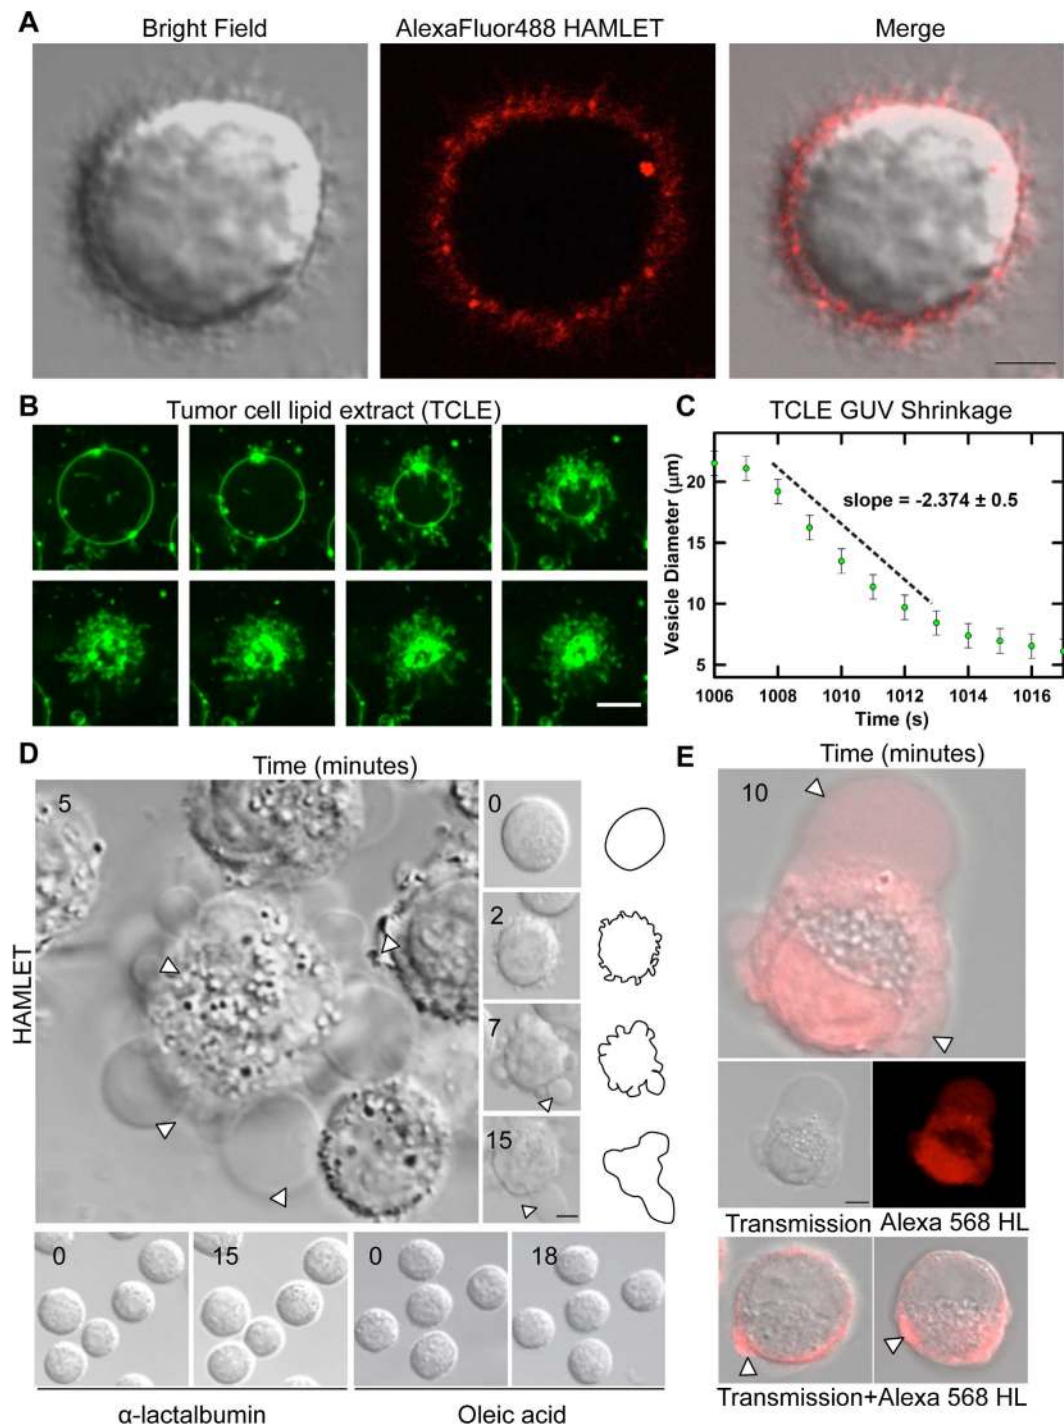 A
Bright Field
AlexaFluor488 HAMLET
Merge
B
Tumor cell lipid extract (TCLE)
C
TCLE GUV Shrinkage
Vesicle Diameter (μm)
20
15
10
5
slope = -2.374 ± 0.5
1006 1008 1010 1012 1014 1016
Time (s)
D
Time (minutes)
HAMLET
5
0
2
7
15
0
15
0
18
α-lactalbumin
Oleic acid
E
Time (minutes)
10
Transmission
Alexa 568 HL
Transmission+Alexa 568 HL